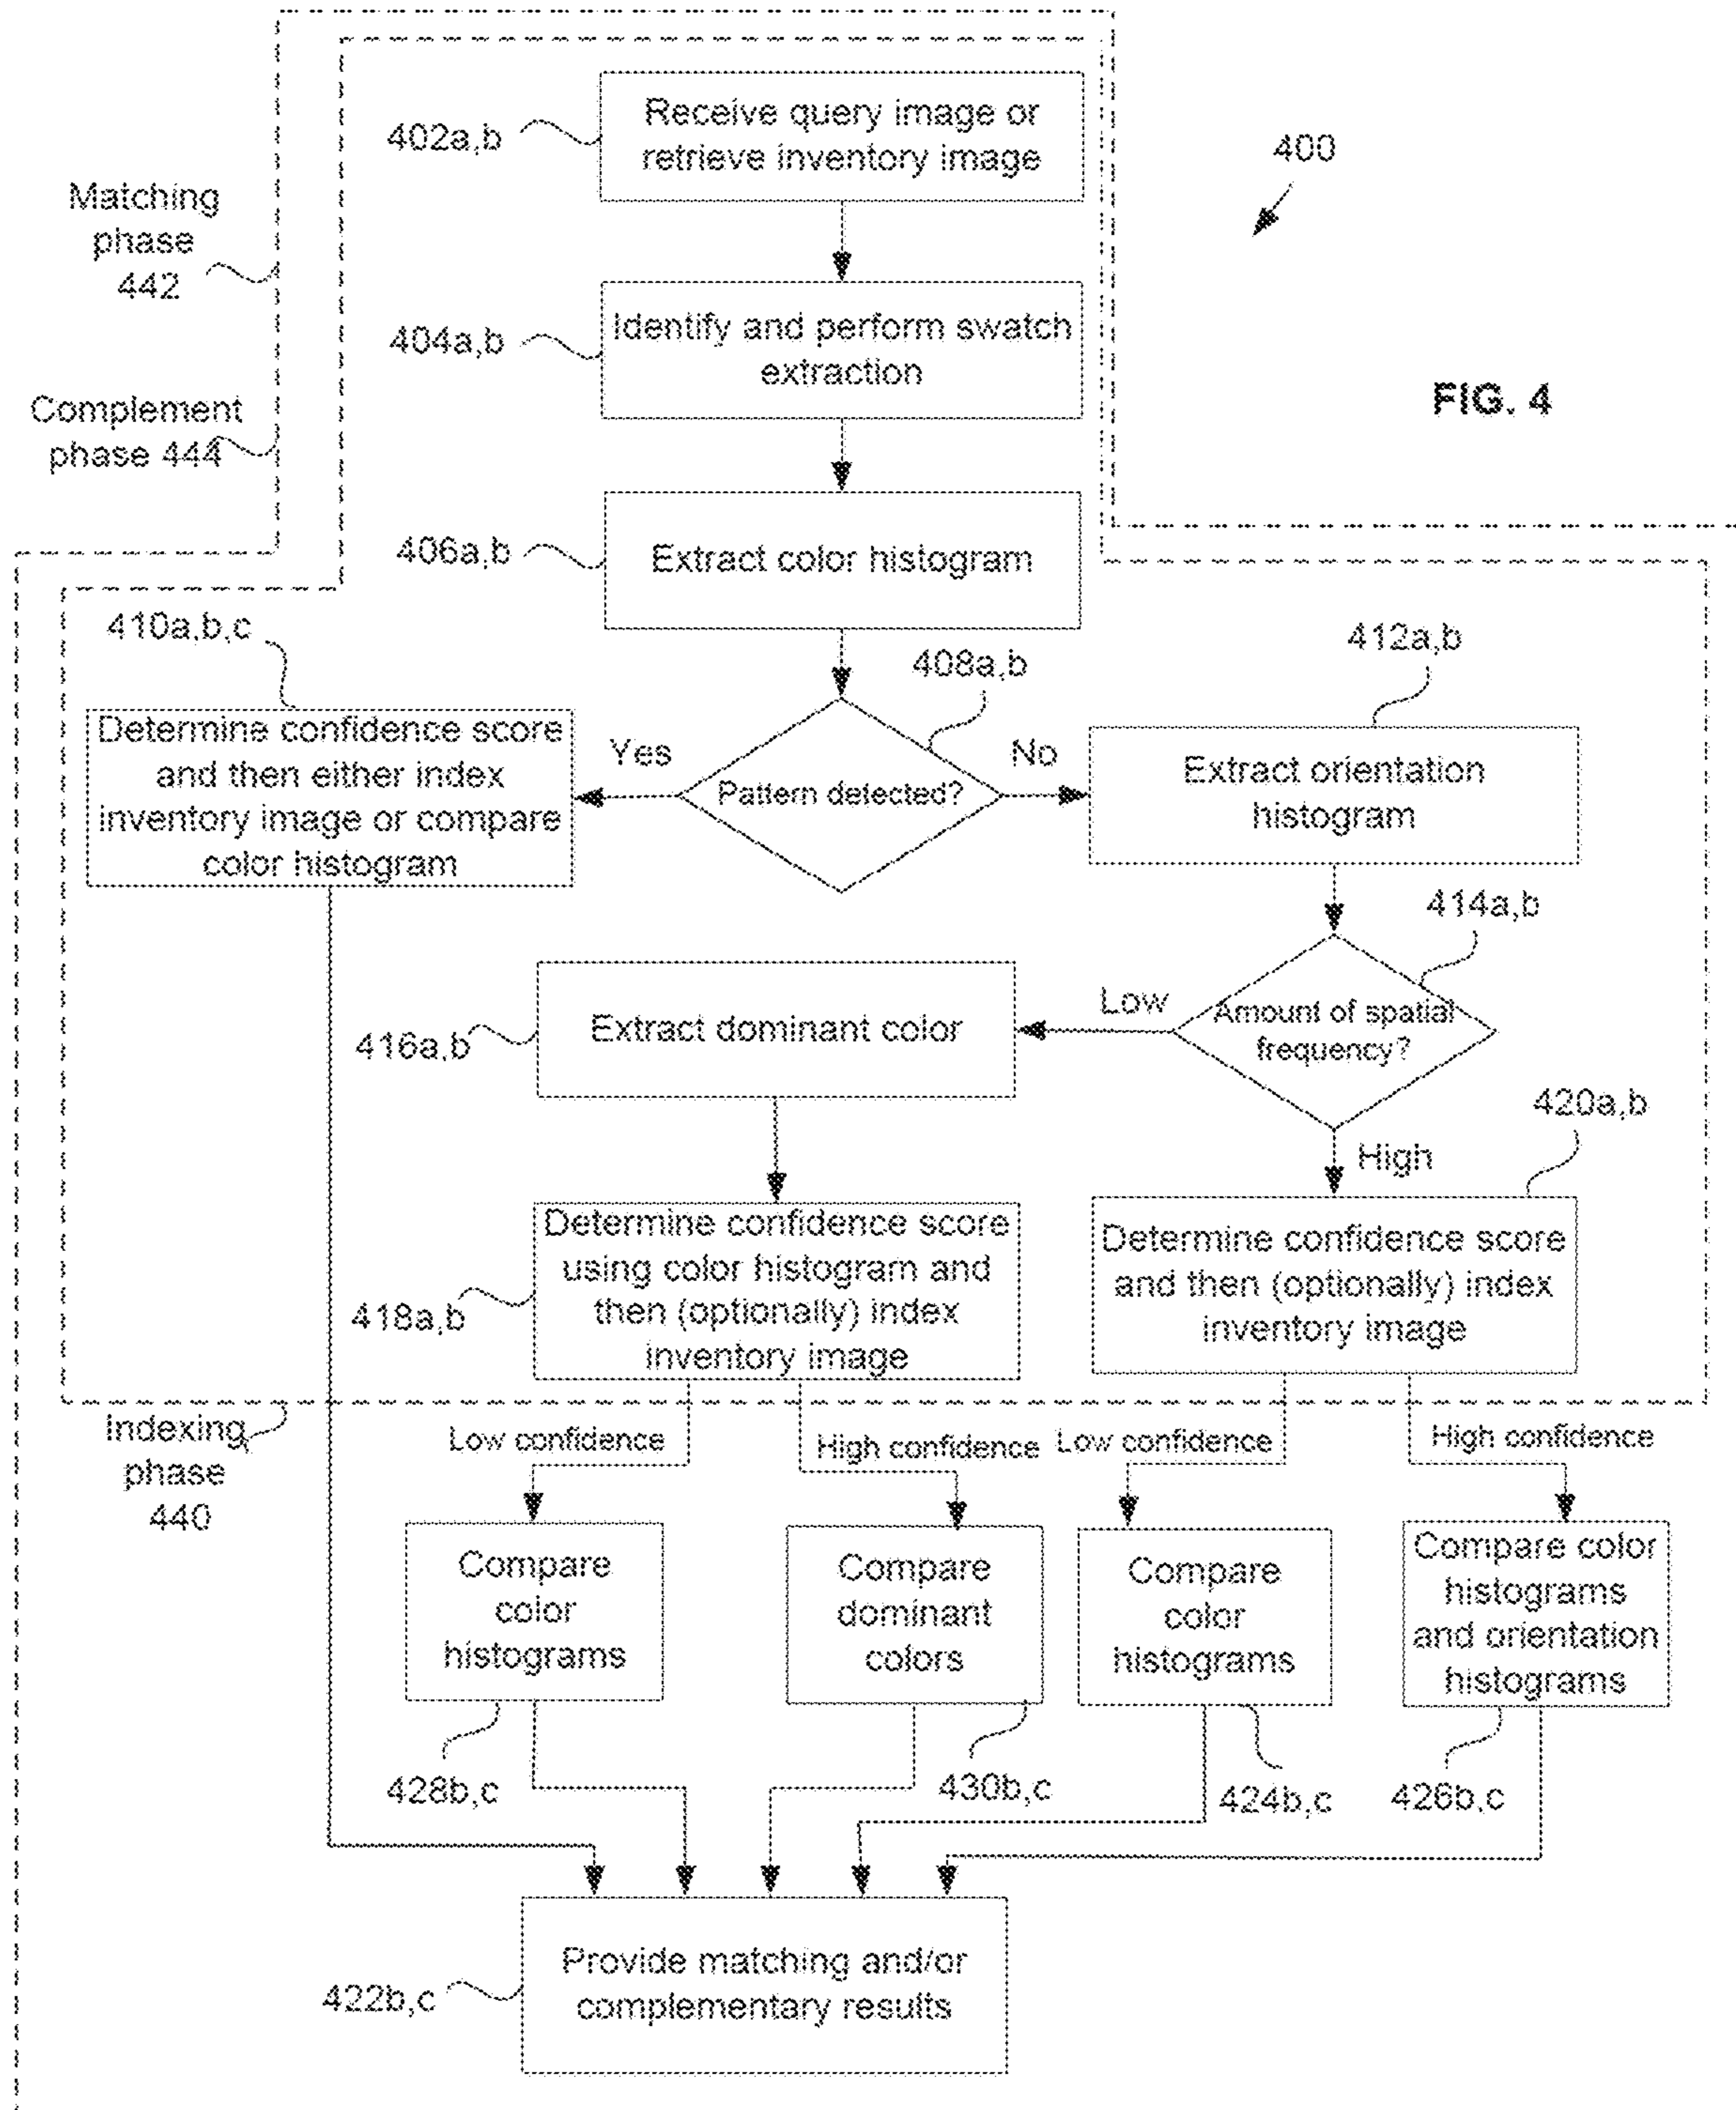 402a,b
Receive query image or
retrieve inventory image
400
Matching
phase
442
404a,b
Identify and perform swatch
extraction
FIG. 4
Complement
phase 444
406a,b
Extract color histogram
410a,b,c
408a,b
412a,b
Determine confidence score
and then either index
inventory image or compare
color histogram
Yes
Pattern detected?
No
Extract orientation
histogram
414a,b
416a,b
Extract dominant color
Low
Amount of spatial
frequency?
420a,b
High
418a,b
Determine confidence score
using color histogram and
then (optionally) index
inventory image
Determine confidence score
and then (optionally) index
inventory image
Indexing
phase
440
Low confidence
High confidence
Low confidence
High confidence
Compare
color
histograms
Compare
dominant
colors
Compare
color
histograms
Compare color
histograms
and orientation
histograms
428b,c
430b,c
424b,c
426b,c
422b,c
Provide matching and/or
complementary results